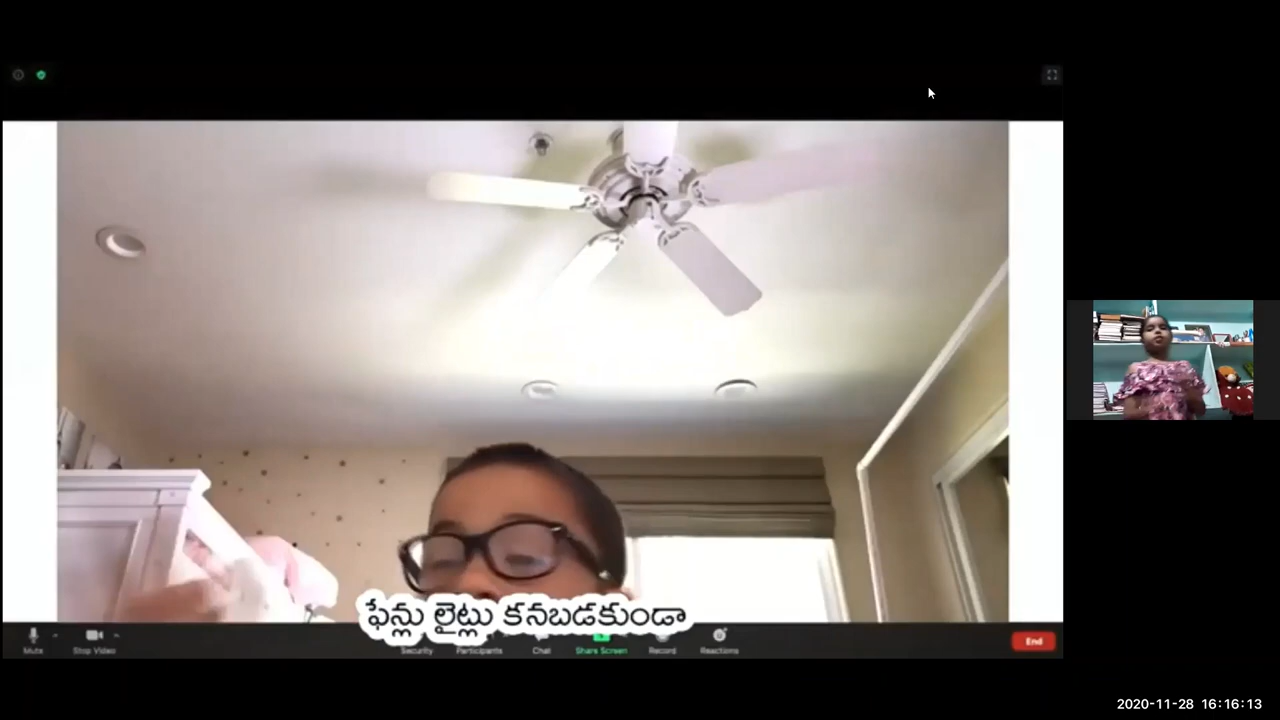 ఫేన్లు లైట్లు కనబడకుండా
Mute
Stop Video
Security
Participants
Chat
Share Screen
Record
Reactions
End
2020-11-28 16:16:13